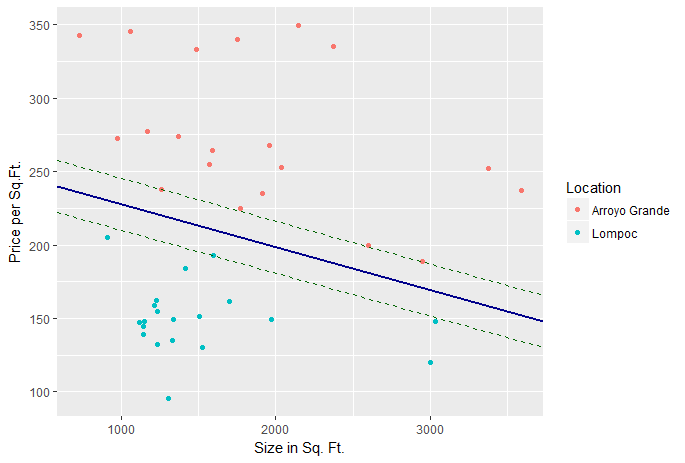 350
300
250
200
150
100
Price per Sq.Ft.
1000 2000 3000
Size in Sq. Ft.
Location
Arroyo Grande
Lompoc